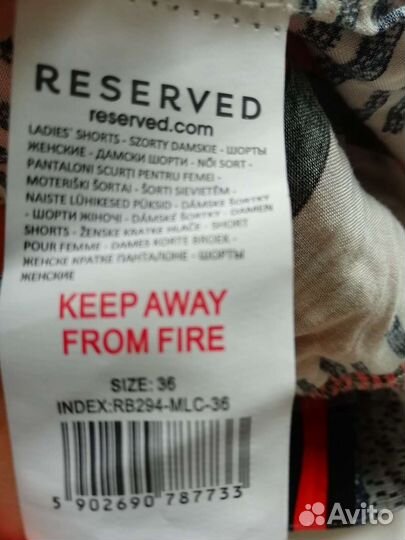 RESERVED
reserved.com
LADIES' SHORTS - SZORTY DAMSKIE - ШОРТЫ
ЖЕНСКИЕ - ДАМСКИ ШОРТИ - NŐI SORT -
PANTALONI SCURȚI PENTRU FEMEI -
MOTERIŠKI ŠORTAI - ŠORTI SIEVIETĒM -
NAISTE LÜHIKESED PÜKSID - DÁMSKE ŠORTKY -
- ШОРТИ ЖІНОЧІ - DÁMSKÉ ŠORTKY - DAMEN
SHORTS - ŽENSKE KRATKE HLAČE - SHORT
POUR FEMME - DAMES KORTE BROEK -
ЖЕНСКЕ КРАТКЕ ПАНТАЛОНЕ - ШОРТЫ
ЖЕНСКИЕ
KEEP AWAY
FROM FIRE
SIZE: 36
INDEX:RB294-MLC-36
5 902690 787733
Avito